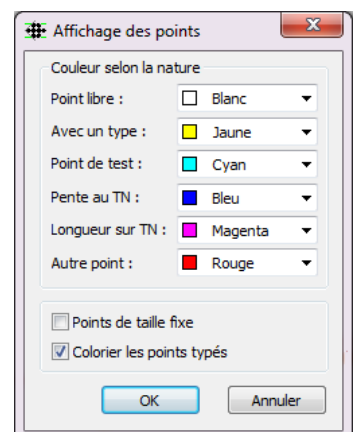 Affichage des points
Couleur selon la nature
Point libre : Blanc
Avec un type : Jaune
Point de test : Cyan
Pente au TN : Bleu
Longueur sur TN : Magenta
Autre point : Rouge
Points de taille fixe
Colorier les points typés
OK Annuler